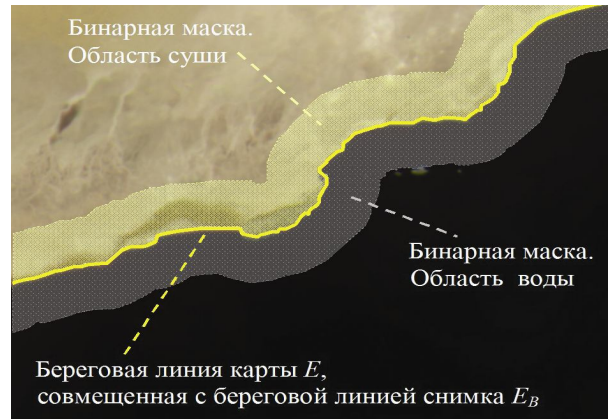 Бинарная маска.
Область суши
Бинарная маска.
Область воды
Береговая линия карты E,
совмещенная с береговой линией снимка E_B